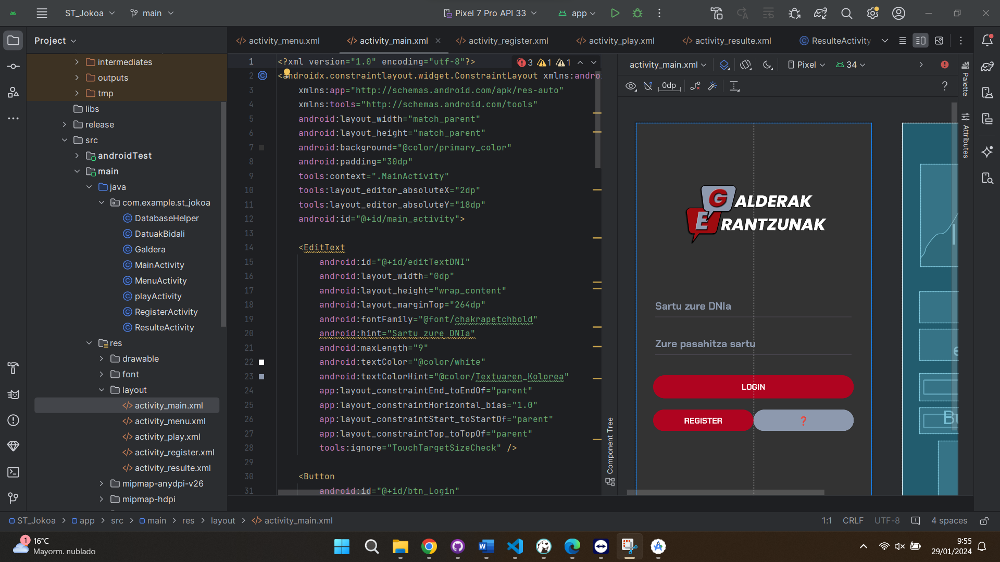 ST_Jokoa
main
Pixel 7 Pro API 33
app
Project
activity_menu.xml
activity_main.xml
activity_register.xml
activity_play.xml
activity_resulte.xml
ResulteActivity
intermediates
outputs
tmp
libs
release
src
androidTest
main
java
com.example.st_jokoa
DatabaseHelper
DatuakBidali
Galdera
MainActivity
MenuActivity
playActivity
RegisterActivity
ResulteActivity
res
drawable
font
layout
activity_main.xml
activity_menu.xml
activity_play.xml
activity_register.xml
activity_resulte.xml
mipmap-anydpi-v26
mipmap-hdpi
3 1 1
1 <?xml version="1.0" encoding="utf-8"?>
2 <androidx.constraintlayout.widget.ConstraintLayout xmlns:andro
3 xmlns:app="http://schemas.android.com/apk/res-auto"
4 xmlns:tools="http://schemas.android.com/tools"
5 android:layout_width="match_parent"
6 android:layout_height="match_parent"
7 android:background="@color/primary_color"
8 android:padding="30dp"
9 tools:context=".MainActivity"
10 tools:layout_editor_absoluteX="2dp"
11 tools:layout_editor_absoluteY="18dp"
12 android:id="@+id/main_activity">
13
14 <EditText
15 android:id="@+id/editTextDNI"
16 android:layout_width="0dp"
17 android:layout_height="wrap_content"
18 android:layout_marginTop="264dp"
19 android:fontFamily="@font/chakrapetchbold"
20 android:hint="Sartu zure DNIa"
21 android:maxLength="9"
22 android:textColor="@color/white"
23 android:textColorHint="@color/Textuaren_Kolorea"
24 app:layout_constraintEnd_toEndOf="parent"
25 app:layout_constraintHorizontal_bias="1.0"
26 app:layout_constraintStart_toStartOf="parent"
27 app:layout_constraintTop_toTopOf="parent"
28 tools:ignore="TouchTargetSizeCheck" />
29
30 <Button
31 android:id="@+id/btn_Login"
activity_main.xml
Pixel
34
0dp
?
Palette
Attributes
Component Tree
GALDERAK
ERANTZUNAK
Sartu zure DNIa
Zure pasahitza sartu
LOGIN
REGISTER
?
Bu
ST_Jokoa > app > src > main > res > layout > activity_main.xml
1:1 CRLF UTF-8 4 spaces
1
16°C
Mayorm. nublado
9:55
29/01/2024